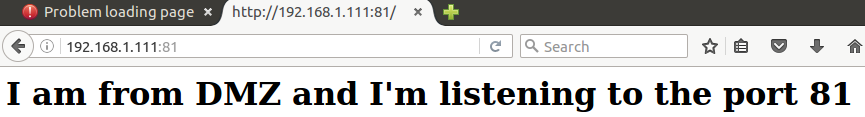 Problem loading page
http://192.168.1.111:81/
192.168.1.111:81
Search
I am from DMZ and I'm listening to the port 81